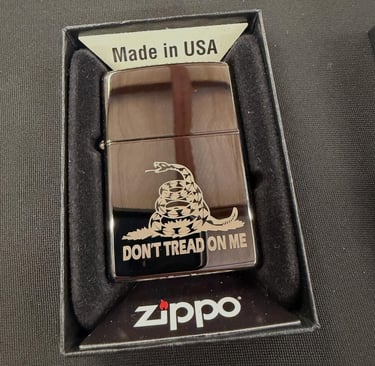 Made in USA
DON'T TREAD ON ME
zippo